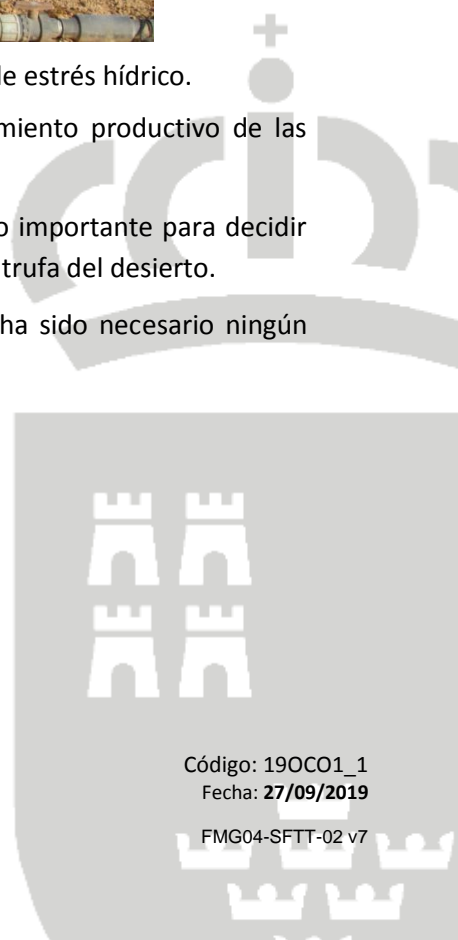 le estrés hídrico.
miento productivo de las
o importante para decidir
trufa del desierto.
ha sido necesario ningún
Código: 19OCO1_1
Fecha: 27/09/2019
FMG04-SFTT-02 v7